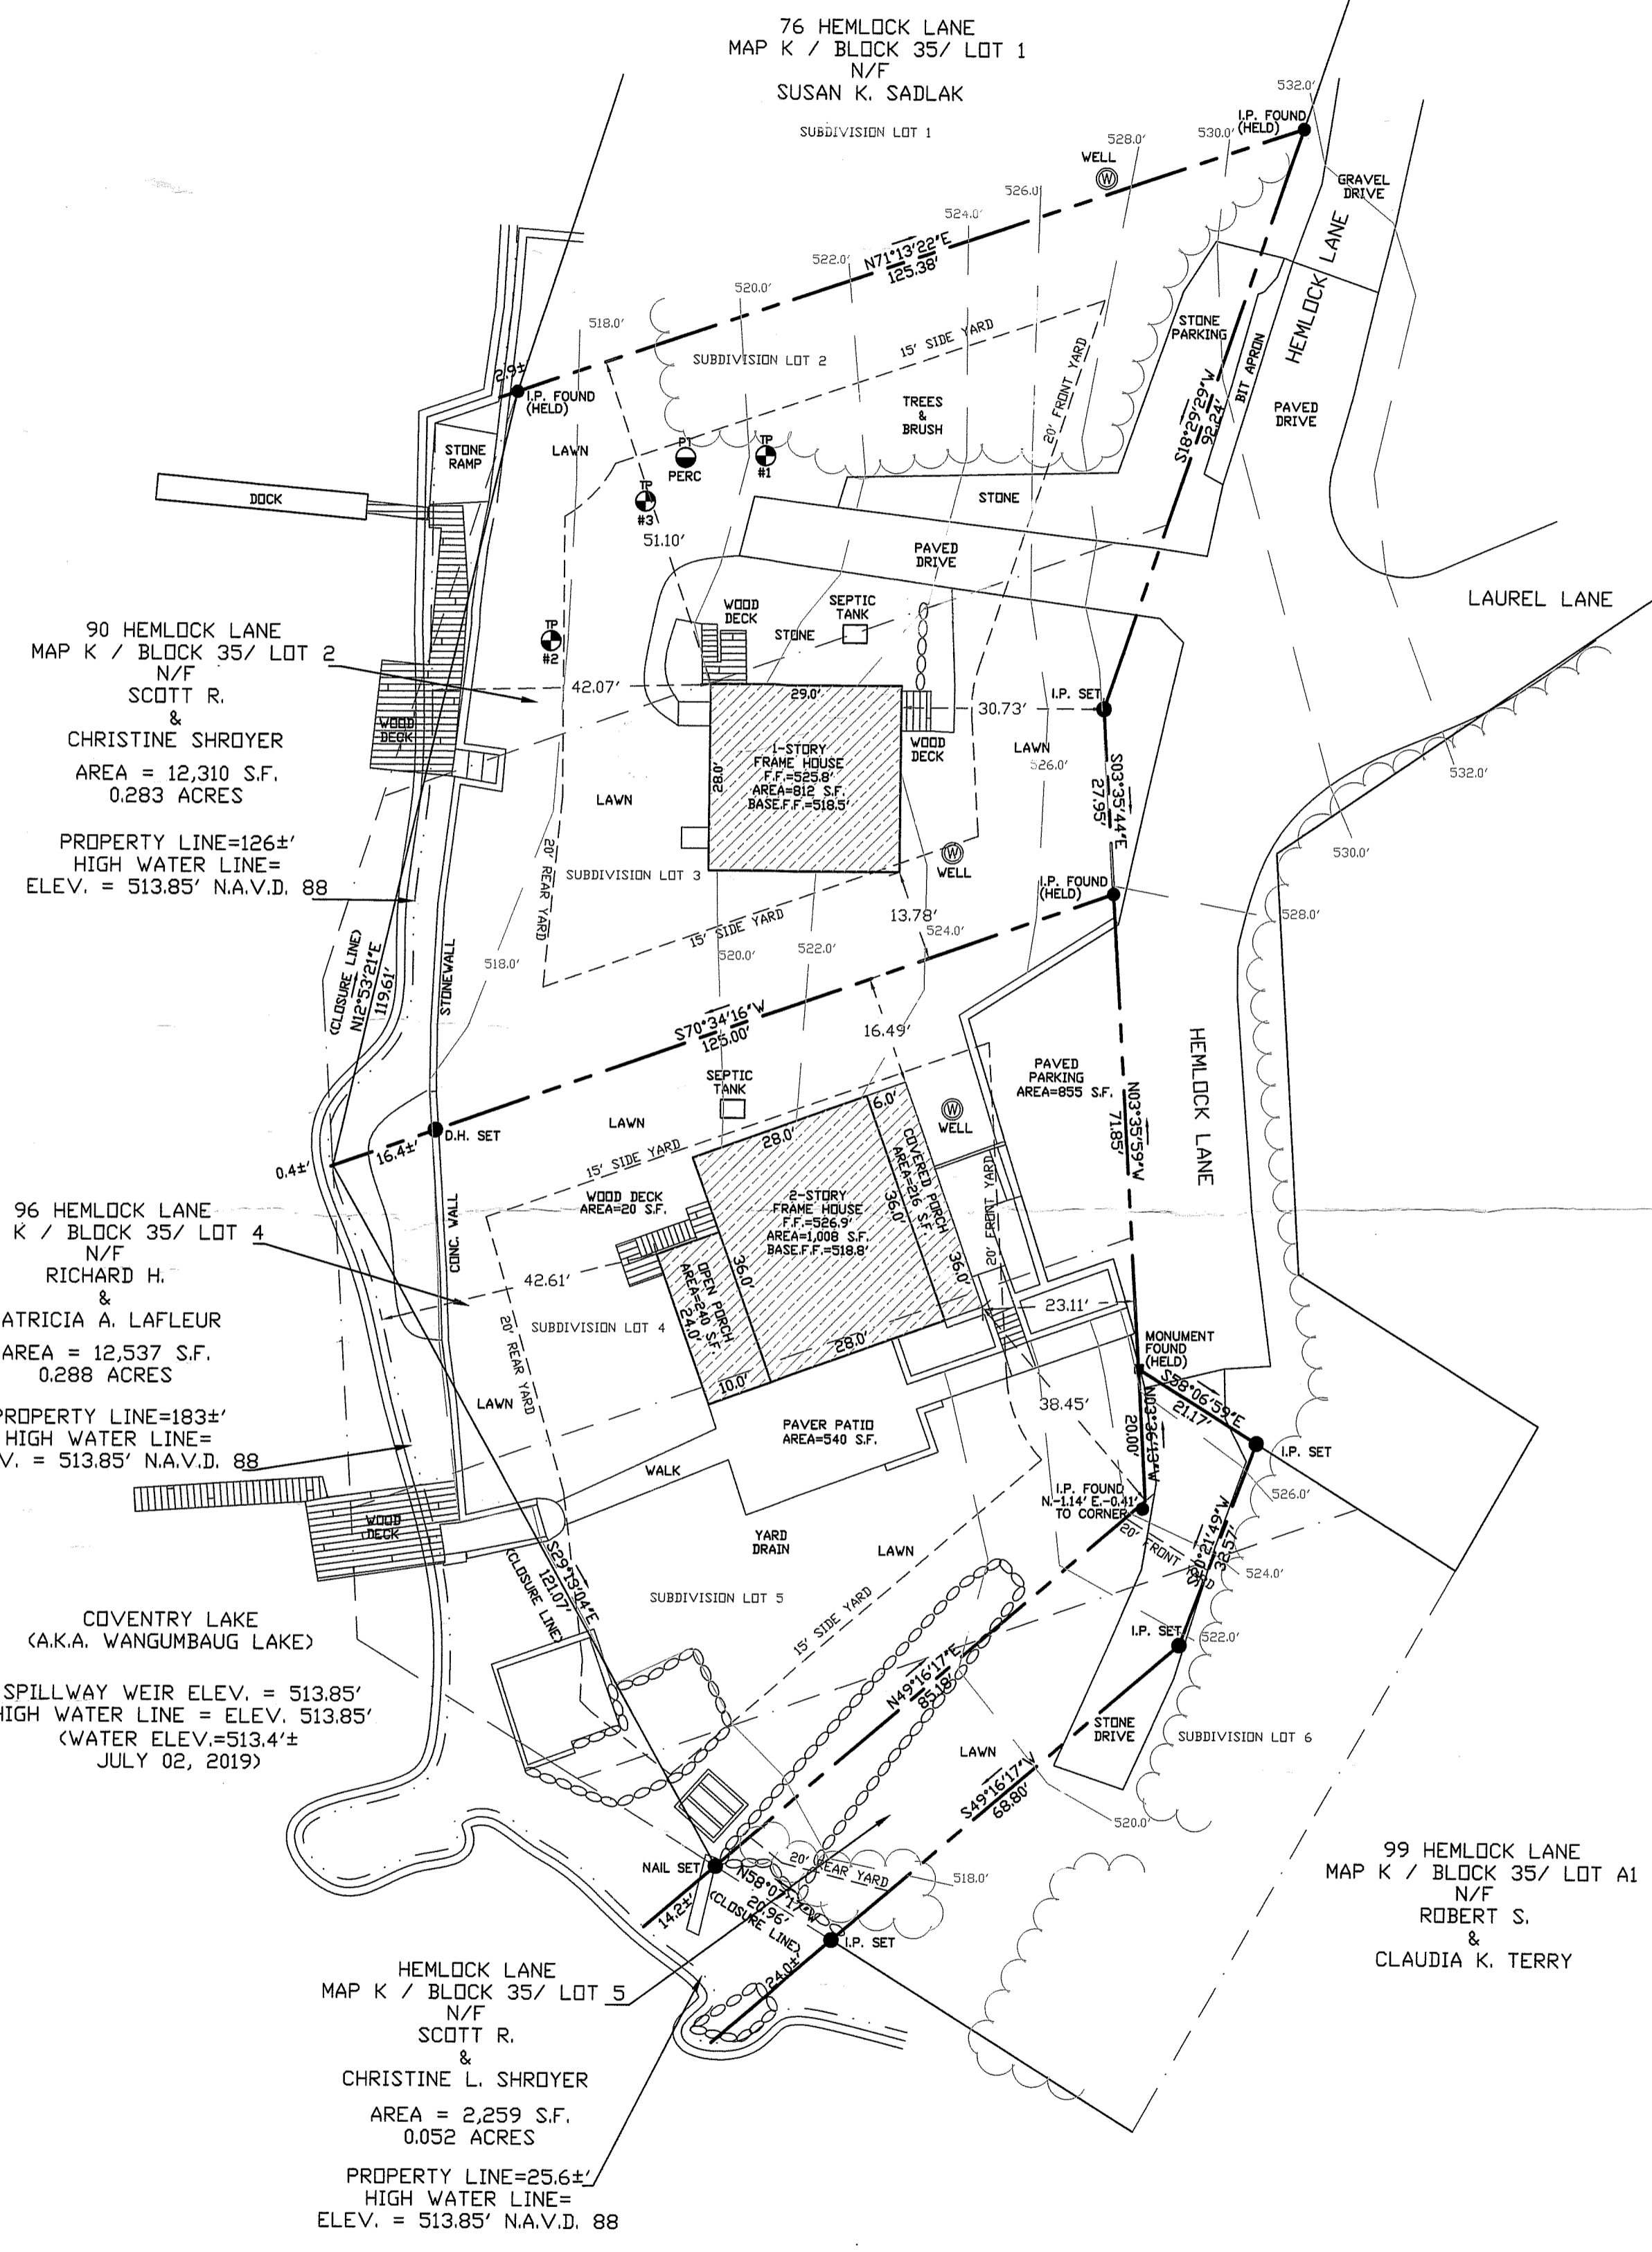 76 HEMLOCK LANE
MAP K / BLOCK 35/ LOT 1
N/F
SUSAN K. SADLAK
SUBDIVISION LOT 1
532.0'
I.P. FOUND
(HELD)
530.0'
528.0'
WELL
W
526.0'
524.0'
522.0'
520.0'
518.0'
N71°13'22"E
125.38'
GRAVEL
DRIVE
HEMLOCK LANE
STONE
PARKING
BIT APRON
PAVED
DRIVE
S18°29'29"W
92.24'
SUBDIVISION LOT 2
15' SIDE YARD
20' FRONT YARD
TREES
&
BRUSH
2.9±
I.P. FOUND
(HELD)
LAWN
STONE
RAMP
DOCK
PT
PERC
TP
#1
TP
#3
51.10'
STONE
PAVED
DRIVE
LAUREL LANE
WOOD
DECK
SEPTIC
TANK
STONE
TP
#2
90 HEMLOCK LANE
MAP K / BLOCK 35/ LOT 2
N/F
SCOTT R.
&
CHRISTINE SHROYER
AREA = 12,310 S.F.
0.283 ACRES
PROPERTY LINE=126±'
HIGH WATER LINE=
ELEV. = 513.85' N.A.V.D. 88
WOOD
DECK
42.07'
29.0'
28.0'
1-STORY
FRAME HOUSE
F.F.=525.8'
AREA=812 S.F.
BASE.F.F.=518.5'
30.73'
I.P. SET
WOOD
DECK
LAWN
526.0'
S03°35'44"E
27.95'
532.0'
530.0'
528.0'
LAWN
20' REAR YARD
SUBDIVISION LOT 3
W
WELL
I.P. FOUND
(HELD)
13.78'
15' SIDE YARD
524.0'
522.0'
520.0'
518.0'
STONEWALL
(CLOSURE LINE)
N12°53'21"E
119.61'
S70°34'16"W
125.00'
16.49'
PAVED
PARKING
AREA=855 S.F.
HEMLOCK LANE
N03°35'59"W
71.85'
SEPTIC
TANK
LAWN
D.H. SET
16.4±'
0.4±'
15' SIDE YARD
28.0'
6.0'
W
WELL
COVERED PORCH
AREA=216 S.F.
36.0'
36.0'
20' FRONT YARD
WOOD DECK
AREA=20 S.F.
2-STORY
FRAME HOUSE
F.F.=526.9'
AREA=1,008 S.F.
BASE.F.F.=518.8'
36.0'
OPEN PORCH
AREA=240 S.F.
24.0'
10.0'
28.0'
CONC. WALL
42.61'
20' REAR YARD
SUBDIVISION LOT 4
LAWN
23.11'
96 HEMLOCK LANE
K / BLOCK 35/ LOT 4
N/F
RICHARD H.
&
ATRICIA A. LAFLEUR
AREA = 12,537 S.F.
0.288 ACRES
PROPERTY LINE=183±'
HIGH WATER LINE=
V. = 513.85' N.A.V.D. 88
MONUMENT
FOUND
(HELD)
S58°06'59"E
21.17'
I.P. SET
N03°36'13"W
20.00'
38.45'
I.P. FOUND
N.-1.14' E.-0.41'
TO CORNER
526.0'
524.0'
522.0'
20' FRONT YARD
S20°21'49"W
32.57'
I.P. SET
PAVER PATIO
AREA=540 S.F.
WALK
WOOD
DECK
YARD
DRAIN
LAWN
S29°13'04"E
121.07'
(CLOSURE LINE)
SUBDIVISION LOT 5
15' SIDE YARD
N49°16'17"E
85.18'
COVENTRY LAKE
(A.K.A. WANGUMBAUG LAKE)
SPILLWAY WEIR ELEV. = 513.85'
HIGH WATER LINE = ELEV. 513.85'
(WATER ELEV.=513.4'±
JULY 02, 2019)
LAWN
STONE
DRIVE
SUBDIVISION LOT 6
S49°16'17"W
68.80'
520.0'
518.0'
NAIL SET
14.2±'
20' REAR YARD
N58°07'17"W
20.96'
(CLOSURE LINE)
I.P. SET
24.0±'
99 HEMLOCK LANE
MAP K / BLOCK 35/ LOT A1
N/F
ROBERT S.
&
CLAUDIA K. TERRY
HEMLOCK LANE
MAP K / BLOCK 35/ LOT 5
N/F
SCOTT R.
&
CHRISTINE L. SHROYER
AREA = 2,259 S.F.
0.052 ACRES
PROPERTY LINE=25.6±'
HIGH WATER LINE=
ELEV. = 513.85' N.A.V.D. 88